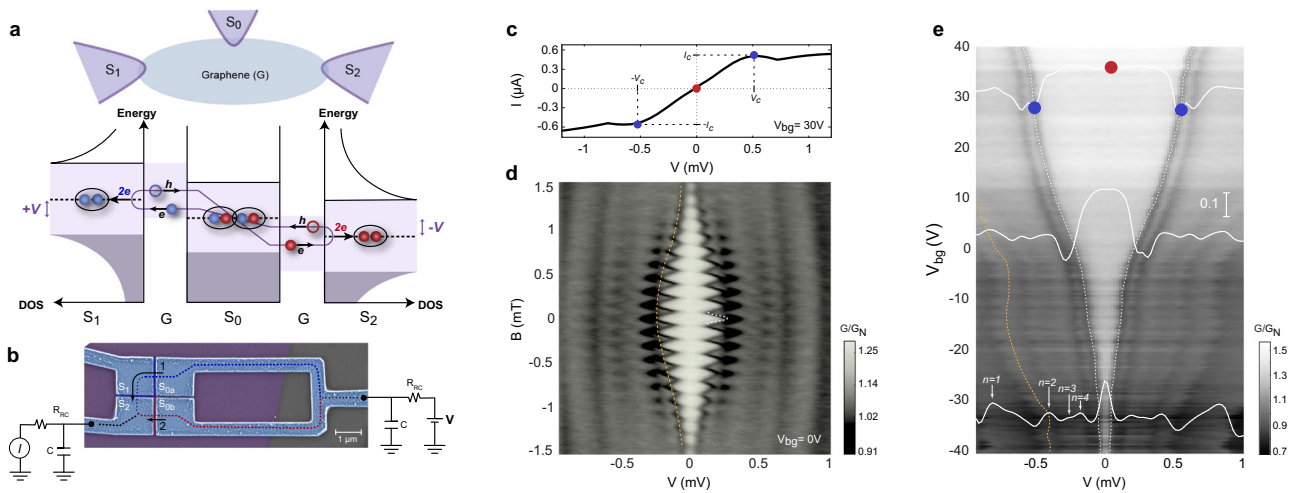 a
S0
S1
Graphene (G)
S2
Energy
Energy
2e
h
e
+V
h
2e
e
-V
DOS
DOS
S1
G
S0
G
S2
b
RRC
I
C
S1
S0a
S2
S0b
1
2
1 μm
RRC
C
V
c
I (μA)
0.6
0.3
0
-0.3
-0.6
-Vc
Ic
Vc
-Ic
Vbg= 30V
-1
-0.5
0
0.5
1
V (mV)
d
B (mT)
1.5
1
0.5
0
-0.5
-1
-1.5
Vbg= 0V
-0.5
0
0.5
1
V (mV)
G/GN
1.25
1.14
1.02
0.91
e
Vbg (V)
40
30
20
10
0
-10
-20
-30
-40
0.1
n=1
n=2
n=3
n=4
-0.5
0
0.5
1
V (mV)
G/GN
1.5
1.3
1.1
0.9
0.7